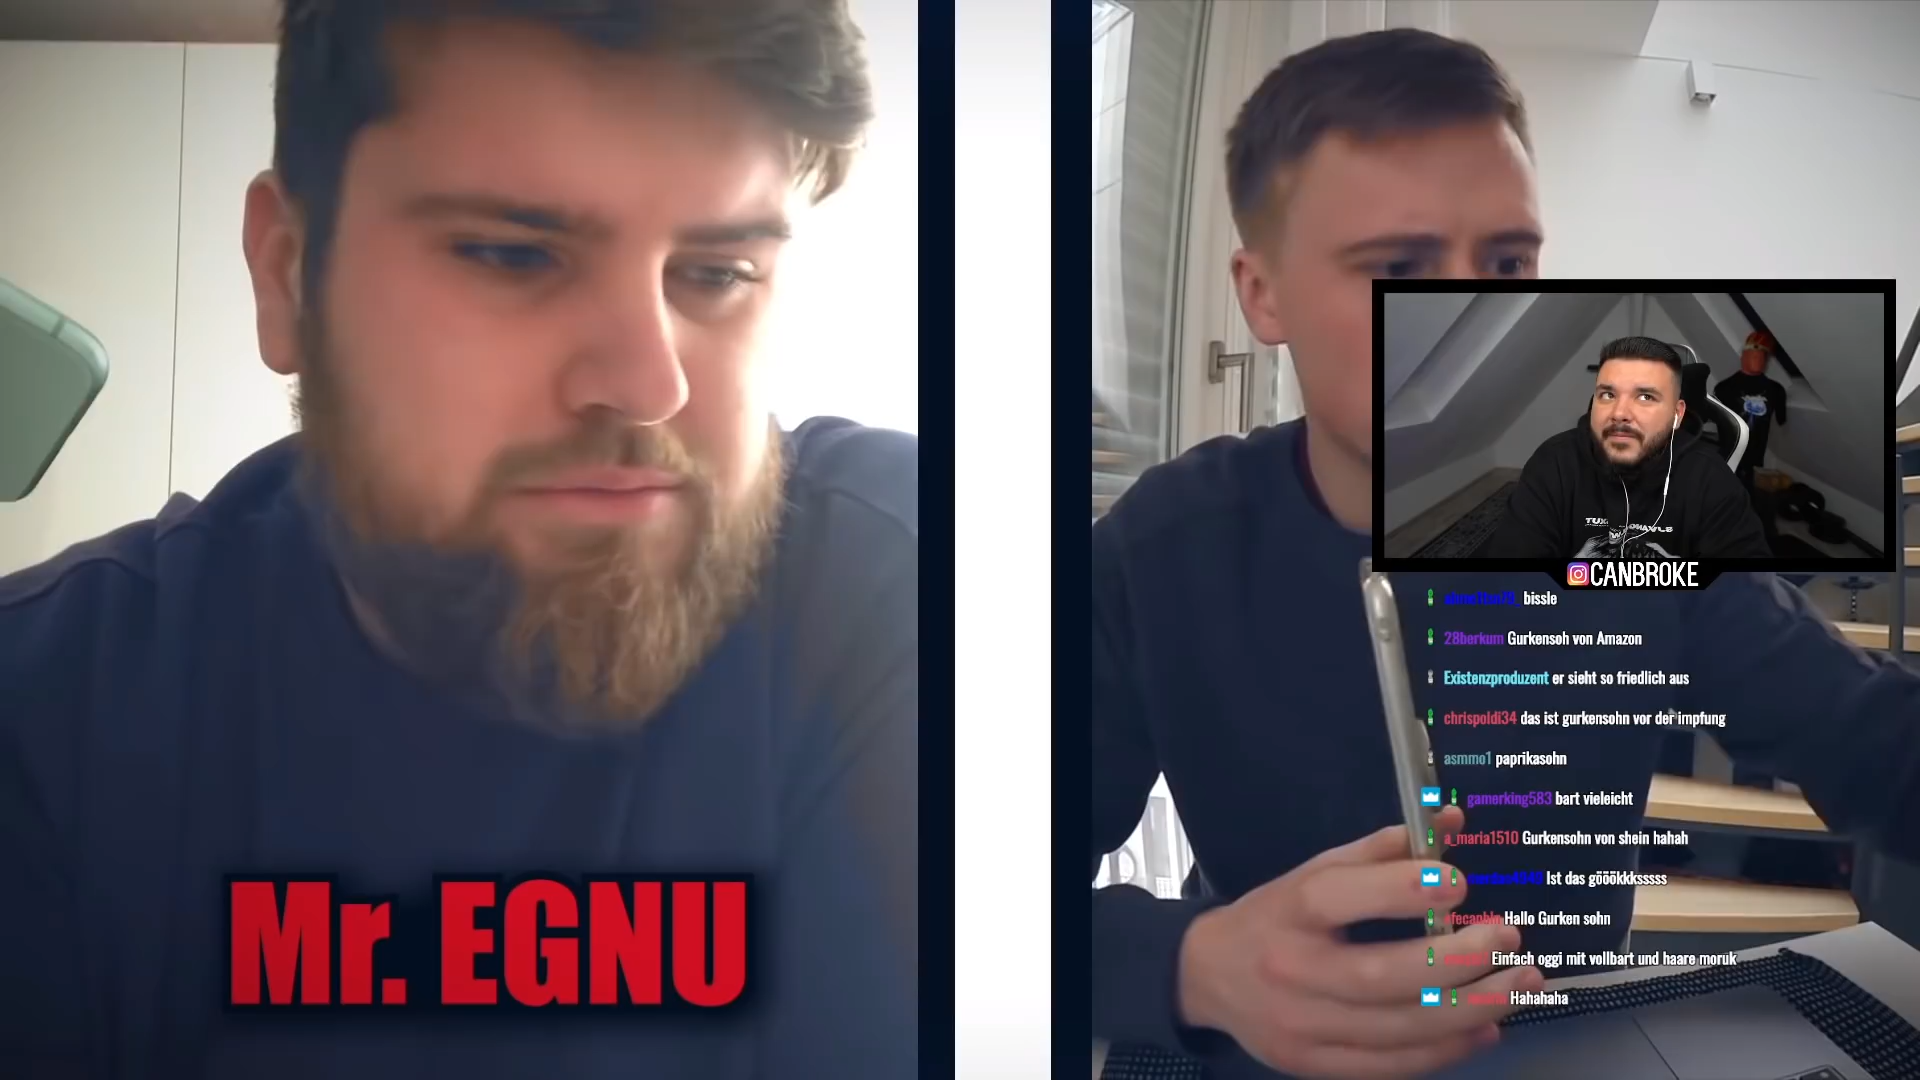 Mr. EGNU
CANBROKE
bissle
28berkum Gurkensoh von Amazon
Existenzproduzent er sieht so friedlich aus
chrispoldi34 das ist gurkensohn vor der impfung
asmmo1 paprikasohn
gamerking583 bart vieleicht
a_maria1510 Gurkensohn von shein hahah
Ist das gööökkksssss
Hallo Gurken sohn
Einfach oggi mit vollbart und haare moruk
Hahahaha